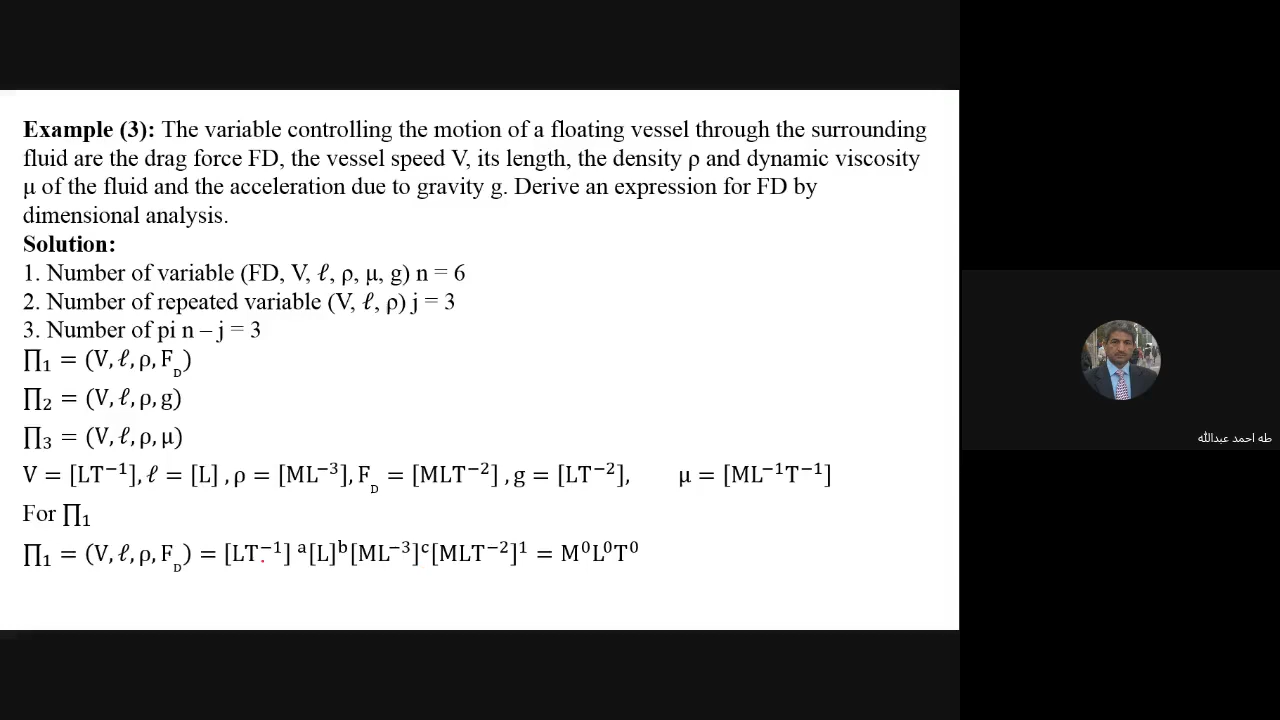 Example (3): The variable controlling the motion of a floating vessel through the surrounding
fluid are the drag force FD, the vessel speed V, its length, the density ρ and dynamic viscosity
μ of the fluid and the acceleration due to gravity g. Derive an expression for FD by
dimensional analysis.
Solution:
1. Number of variable (FD, V, ℓ, ρ, μ, g) n = 6
2. Number of repeated variable (V, ℓ, ρ) j = 3
3. Number of pi n – j = 3
∏₁ = (V, ℓ, ρ, F_D)
∏₂ = (V, ℓ, ρ, g)
∏₃ = (V, ℓ, ρ, μ)
V = [LT⁻¹], ℓ = [L] , ρ = [ML⁻³], F_D = [MLT⁻²] , g = [LT⁻²], μ = [ML⁻¹T⁻¹]
For ∏₁
∏₁ = (V, ℓ, ρ, F_D) = [LT⁻¹] ᵃ[L]ᵇ[ML⁻³]ᶜ[MLT⁻²]¹ = M⁰L⁰T⁰
طه احمد عبدالله